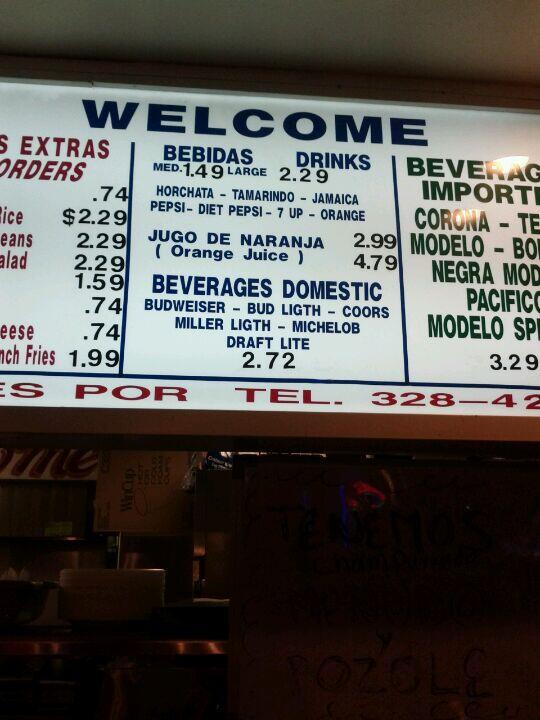 WELCOME
S EXTRAS
ORDERS
.74
Rice $2.29
eans 2.29
alad 2.29
1.59
.74
eese .74
nch Fries 1.99
BEBIDAS DRINKS
MED. 1.49 LARGE 2.29
HORCHATA - TAMARINDO - JAMAICA
PEPSI - DIET PEPSI - 7 UP - ORANGE
JUGO DE NARANJA 2.99
( Orange Juice ) 4.79
BEVERAGES DOMESTIC
BUDWEISER - BUD LIGTH - COORS
MILLER LIGTH - MICHELOB
DRAFT LITE
2.72
BEVERAG
IMPORT
CORONA - TE
MODELO - BO
NEGRA MOD
PACIFICO
MODELO SP
3.29
ES POR TEL. 328-42
ome
WinCup
TENEMOS
Y
POZOLE